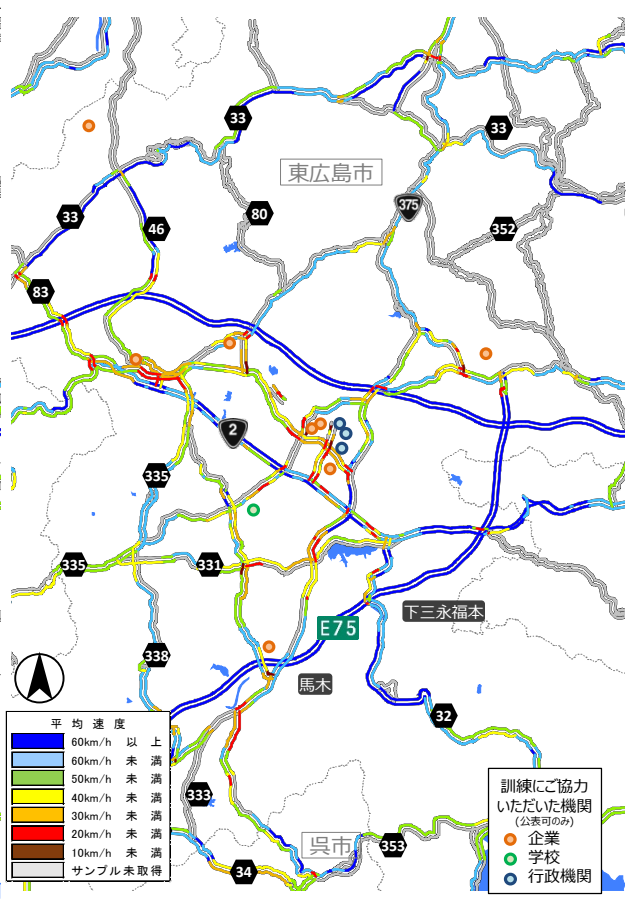 33
33
東広島市
33
80
375
352
46
83
2
335
335
331
下三永福本
E75
338
馬木
32
平均速度
60km/h 以上
60km/h 未満
50km/h 未満
40km/h 未満
30km/h 未満
20km/h 未満
10km/h 未満
サンプル未取得
333
呉市
353
34
訓練にご協力
いただいた機関
(公表可のみ)
企業
学校
行政機関